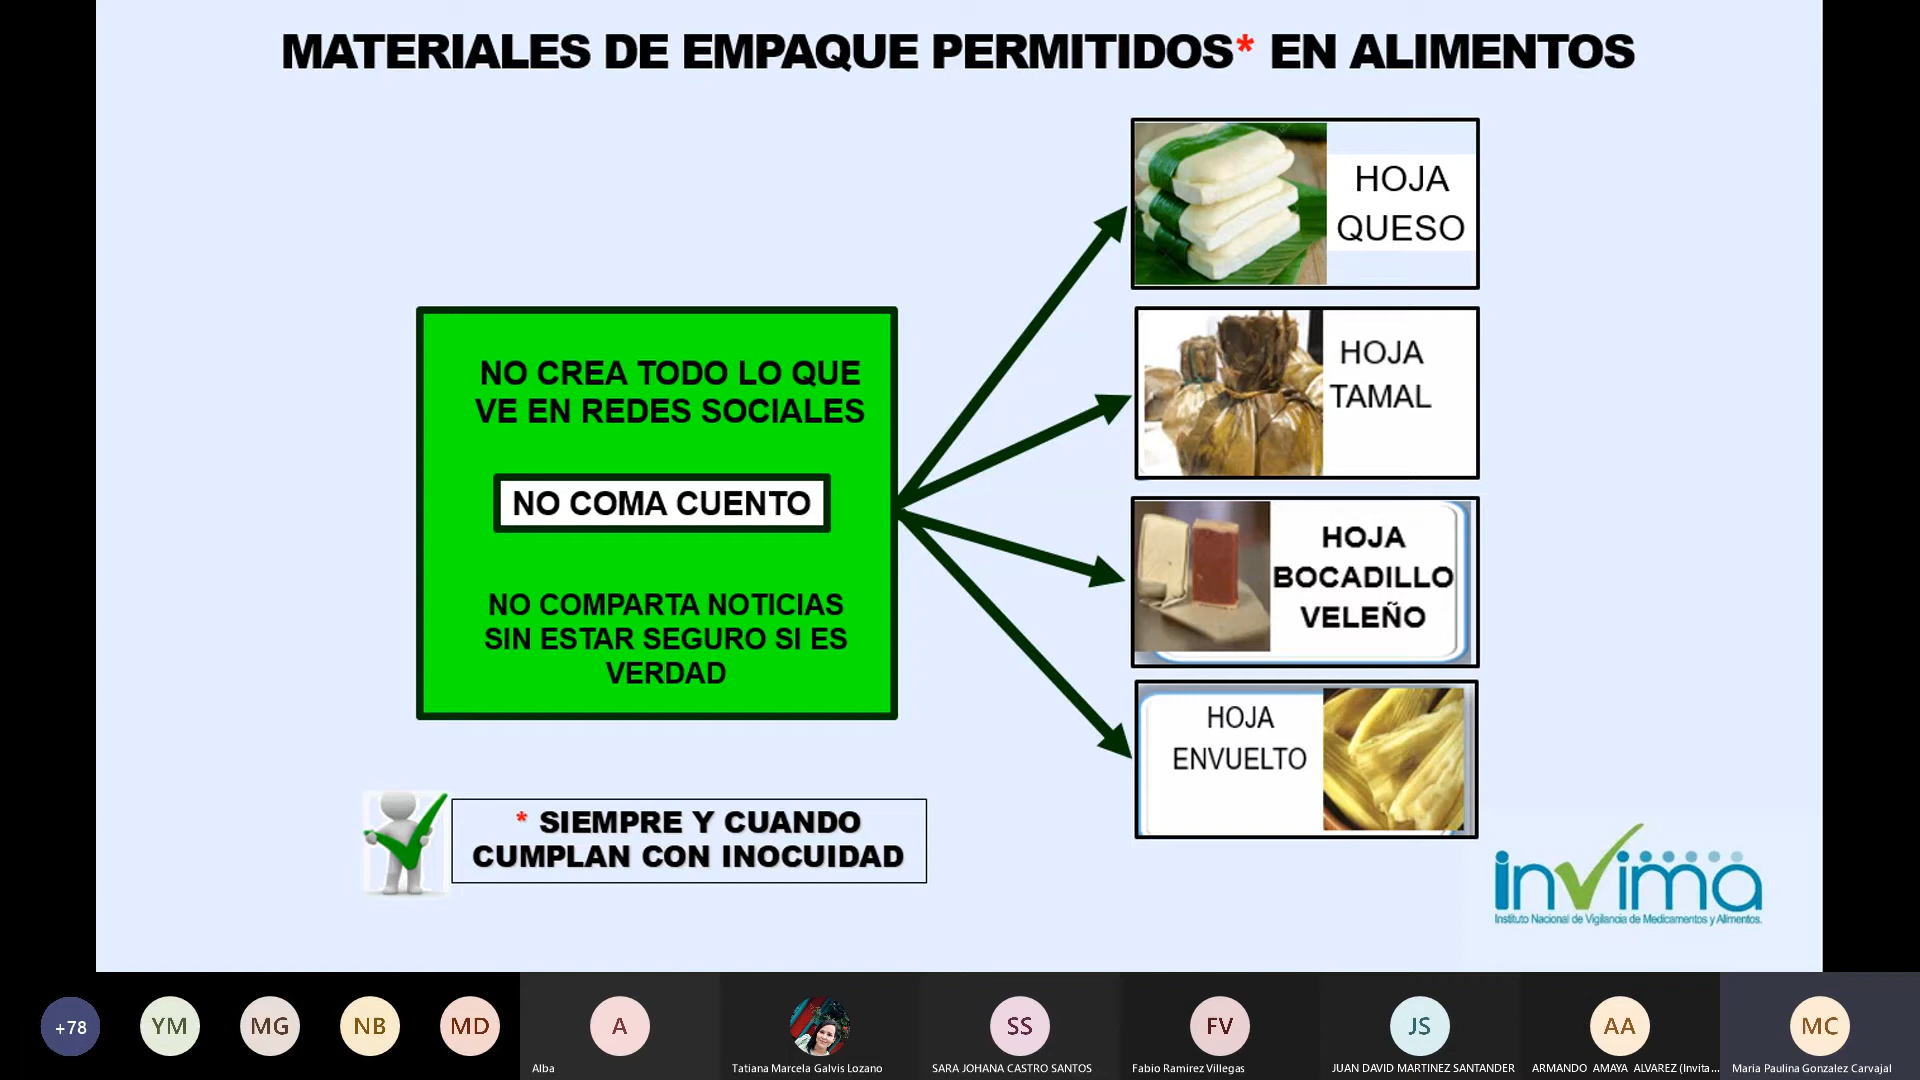 MATERIALES DE EMPAQUE PERMITIDOS* EN ALIMENTOS
HOJA
QUESO
HOJA
TAMAL
HOJA
BOCADILLO
VELEÑO
HOJA
ENVUELTO
NO CREA TODO LO QUE
VE EN REDES SOCIALES
NO COMA CUENTO
NO COMPARTA NOTICIAS
SIN ESTAR SEGURO SI ES
VERDAD
* SIEMPRE Y CUANDO
CUMPLAN CON INOCUIDAD
invima
Instituto Nacional de Vigilancia de Medicamentos y Alimentos.
+78
YM
MG
NB
MD
A
SS
FV
JS
AA
MC
Alba
Tatiana Marcela Galvis Lozano
SARA JOHANA CASTRO SANTOS
Fabio Ramirez Villegas
JUAN DAVID MARTINEZ SANTANDER
ARMANDO AMAYA ALVAREZ (Invita...
Maria Paulina Gonzalez Carvajal